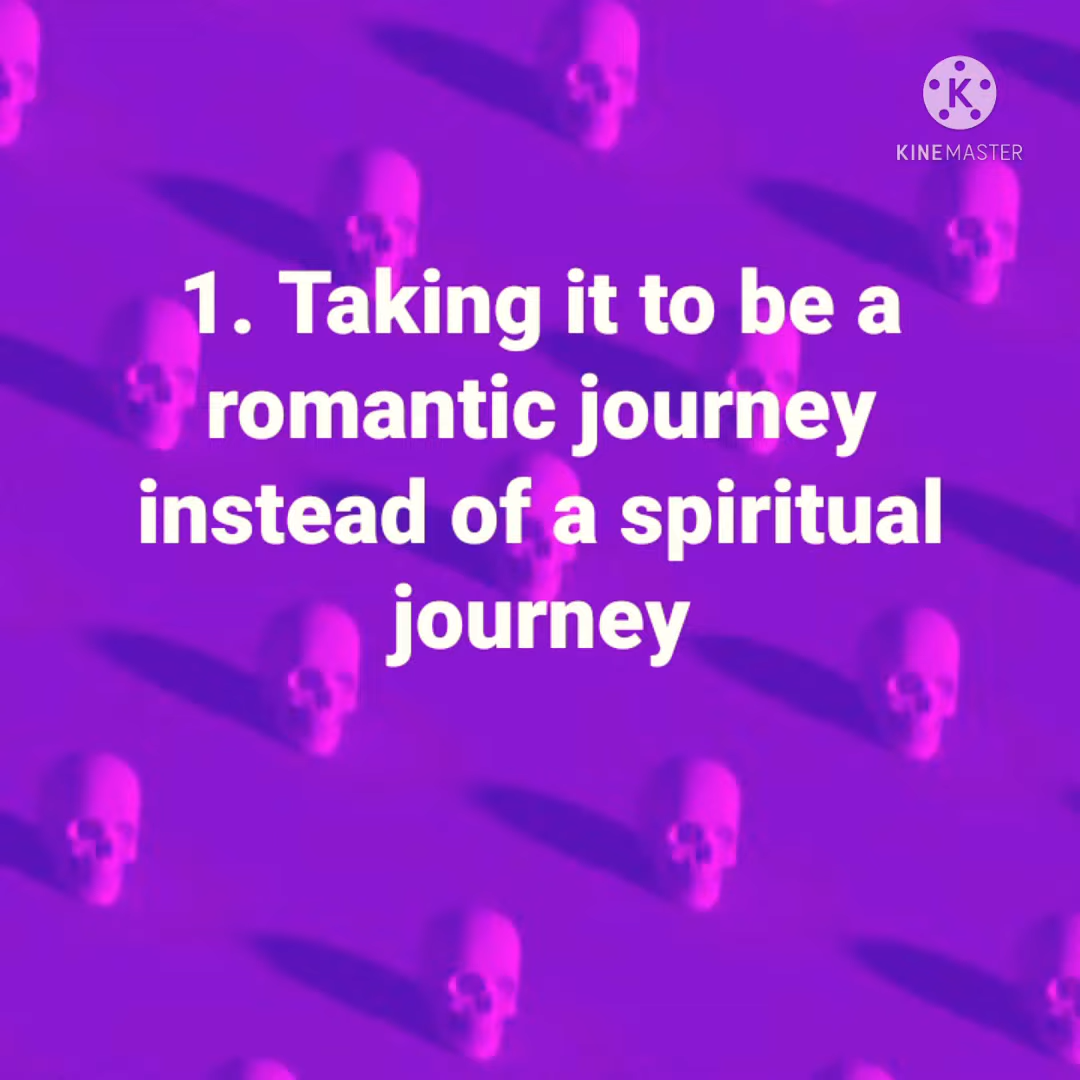 K
KINEMASTER
1. Taking it to be a
romantic journey
instead of a spiritual
journey